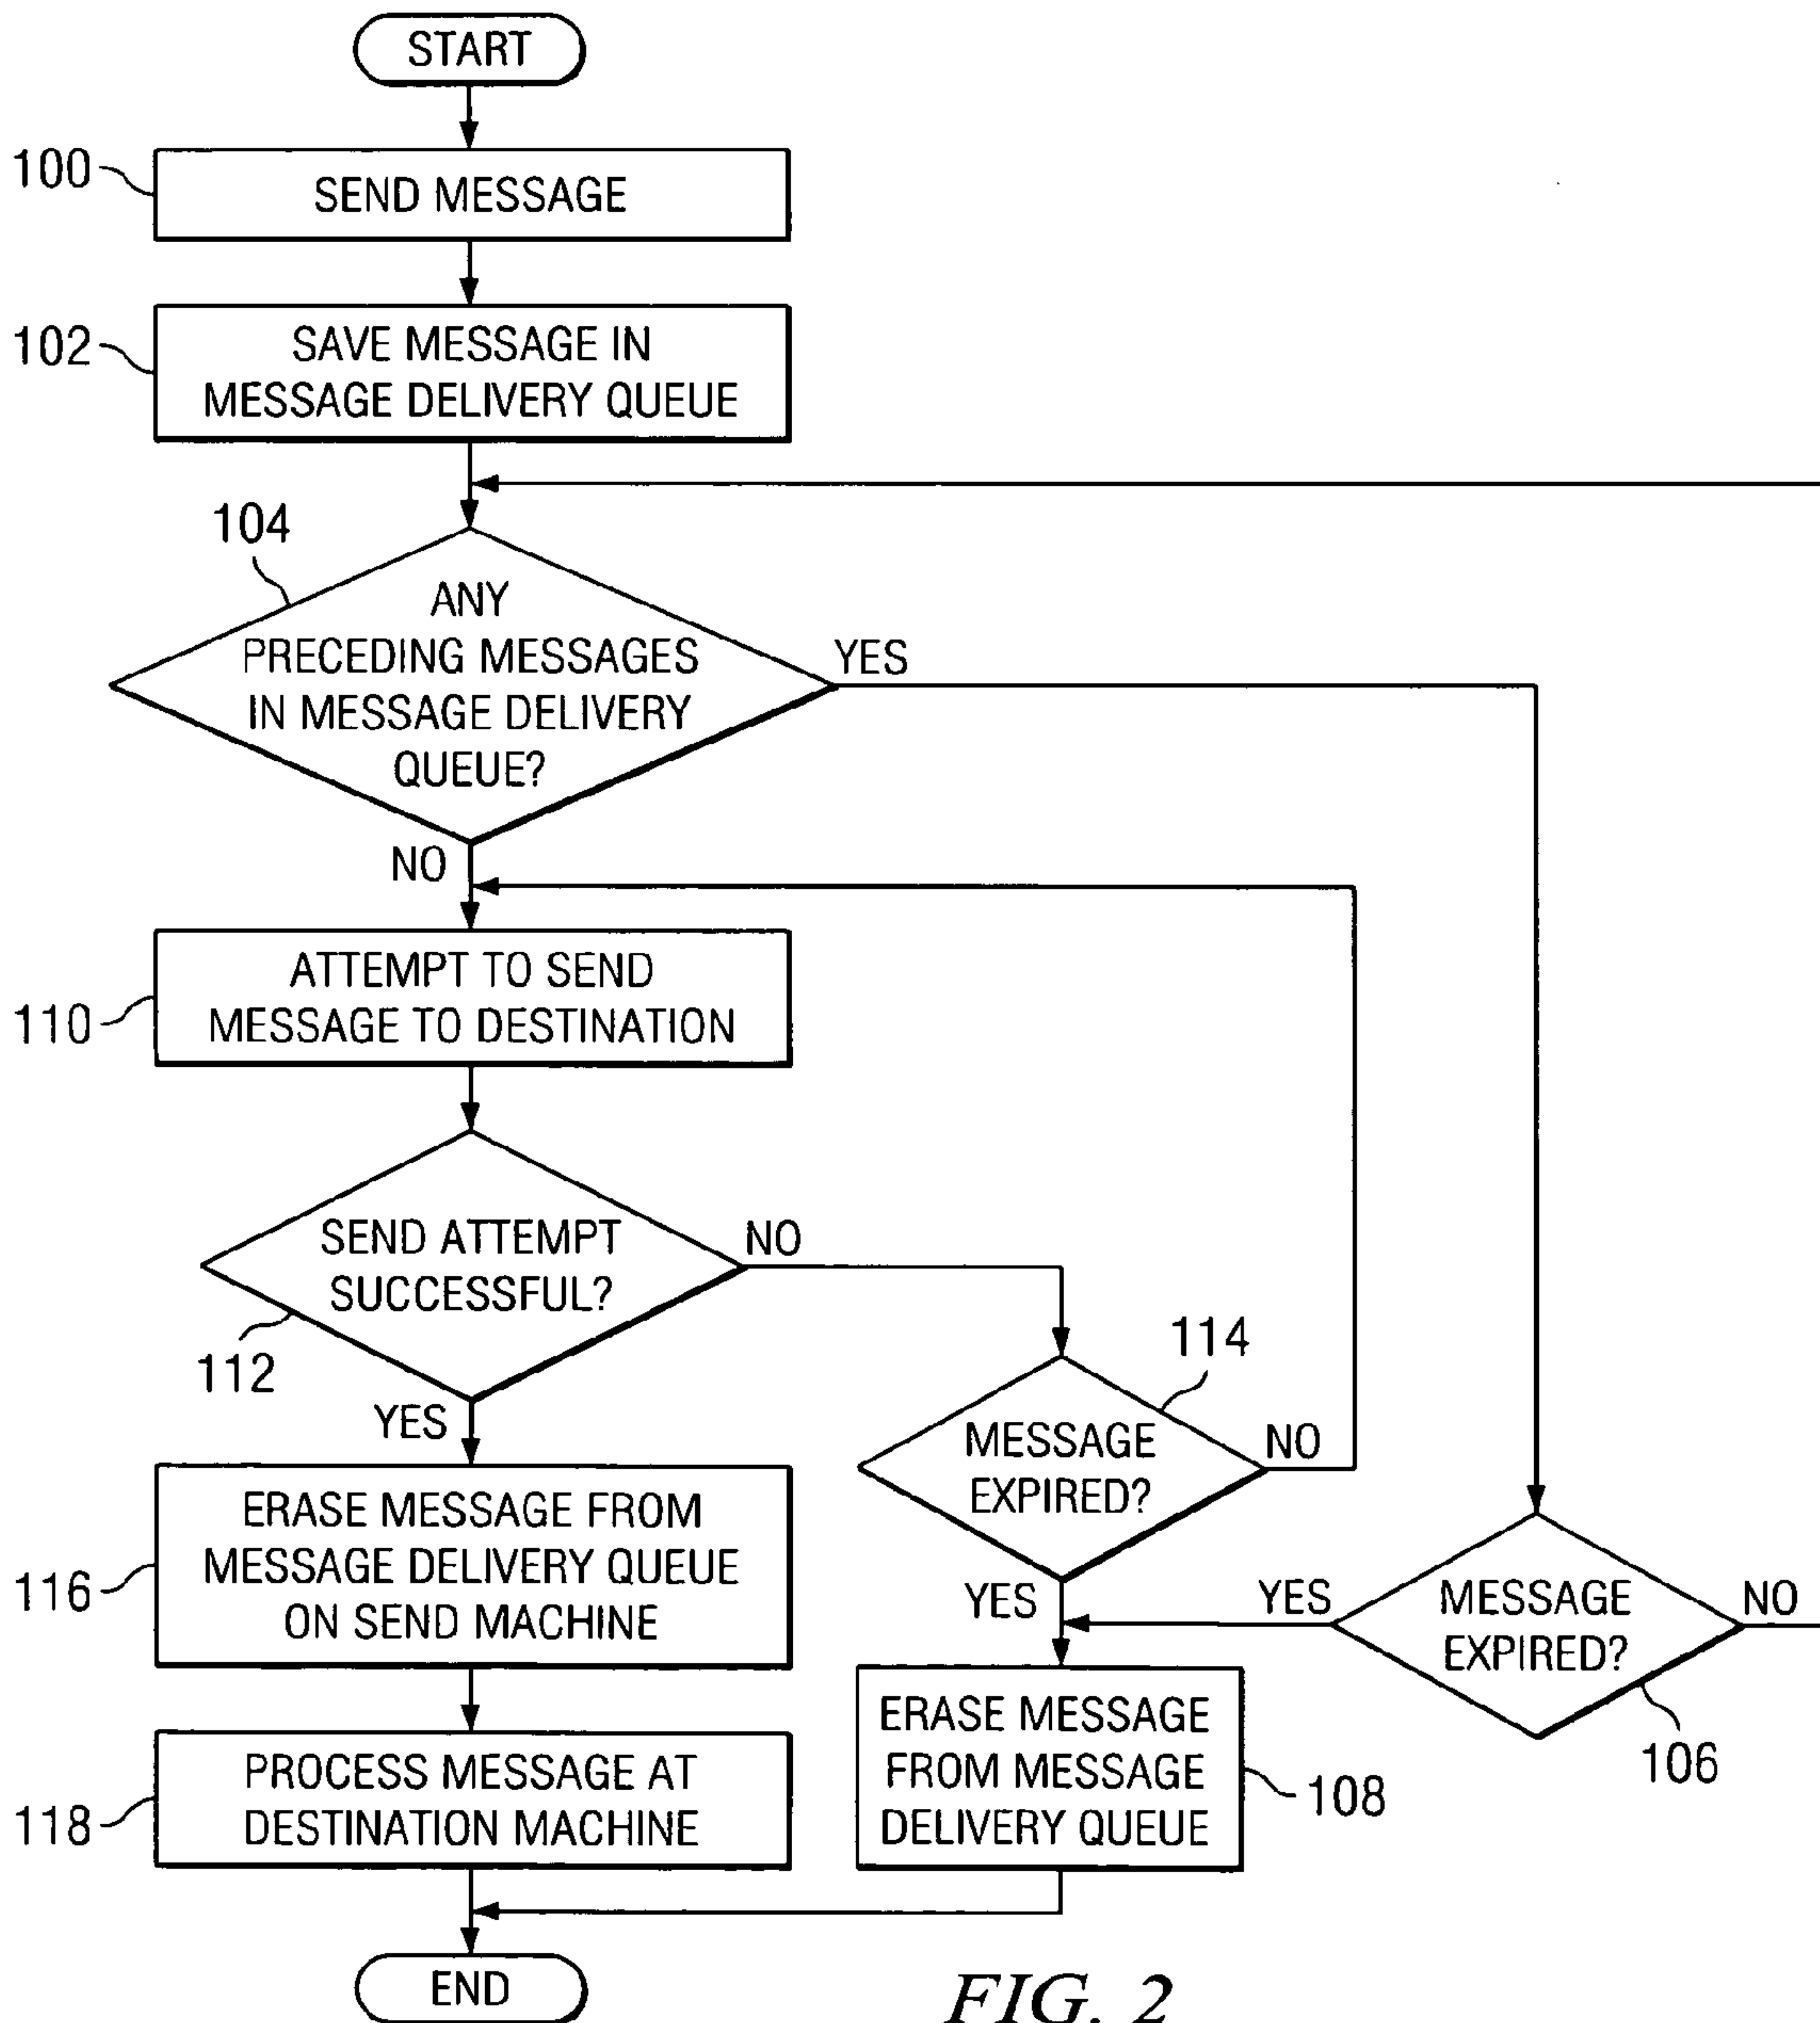 START
100
SEND MESSAGE
102
SAVE MESSAGE IN
MESSAGE DELIVERY QUEUE
104
ANY
PRECEDING MESSAGES
IN MESSAGE DELIVERY
QUEUE?
YES
NO
110
ATTEMPT TO SEND
MESSAGE TO DESTINATION
SEND ATTEMPT
SUCCESSFUL?
NO
112
YES
114
MESSAGE
EXPIRED?
NO
YES
116
ERASE MESSAGE FROM
MESSAGE DELIVERY QUEUE
ON SEND MACHINE
YES
MESSAGE
EXPIRED?
NO
106
ERASE MESSAGE
FROM MESSAGE
DELIVERY QUEUE
108
118
PROCESS MESSAGE AT
DESTINATION MACHINE
END
FIG. 2